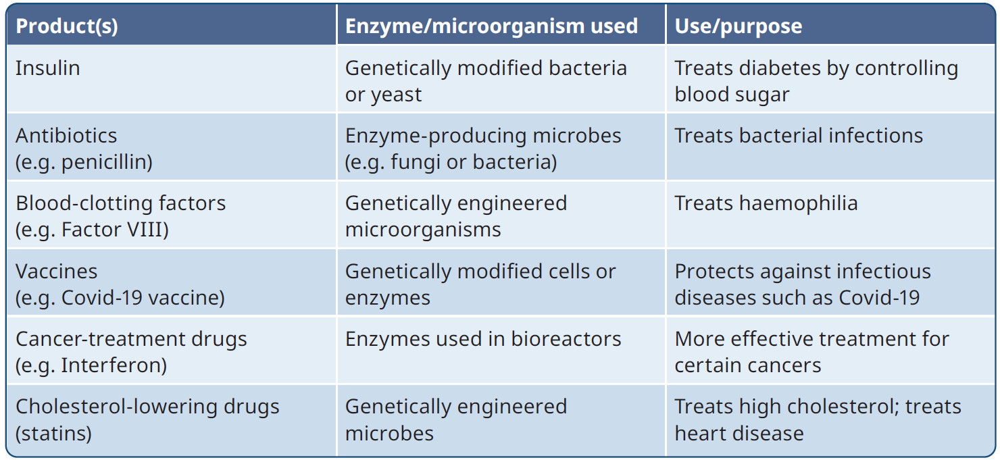 Product(s)
Enzyme/microorganism used
Use/purpose
Insulin
Genetically modified bacteria
or yeast
Treats diabetes by controlling
blood sugar
Antibiotics
(e.g. penicillin)
Enzyme-producing microbes
(e.g. fungi or bacteria)
Treats bacterial infections
Blood-clotting factors
(e.g. Factor VIII)
Genetically engineered
microorganisms
Treats haemophilia
Vaccines
(e.g. Covid-19 vaccine)
Genetically modified cells or
enzymes
Protects against infectious
diseases such as Covid-19
Cancer-treatment drugs
(e.g. Interferon)
Enzymes used in bioreactors
More effective treatment for
certain cancers
Cholesterol-lowering drugs
(statins)
Genetically engineered
microbes
Treats high cholesterol; treats
heart disease